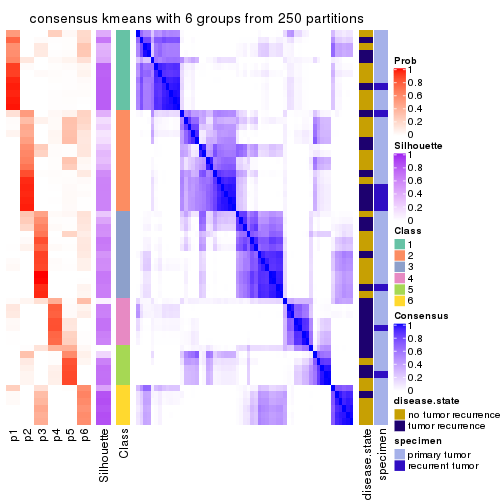 consensus kmeans with 6 groups from 250 partitions
Prob
1
0.8
0.6
0.4
0.2
0
Silhouette
1
0.8
0.6
0.4
0.2
0
Class
1
2
3
4
5
6
Consensus
1
0.8
0.6
0.4
0.2
0
disease.state
no tumor recurrence
tumor recurrence
specimen
primary tumor
recurrent tumor
p1
p2
p3
p4
p5
p6
Silhouette
Class
disease.state
specimen